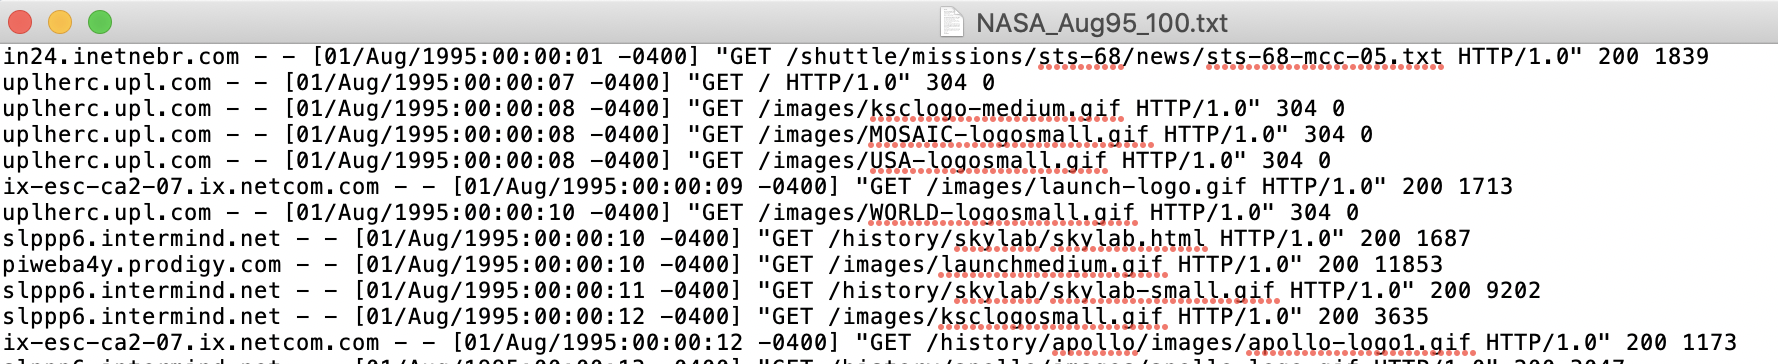 NASA_Aug95_100.txt
in24.inetnebr.com - - [01/Aug/1995:00:00:01 -0400] "GET /shuttle/missions/sts-68/news/sts-68-mcc-05.txt HTTP/1.0" 200 1839
uplherc.upl.com - - [01/Aug/1995:00:00:07 -0400] "GET / HTTP/1.0" 304 0
uplherc.upl.com - - [01/Aug/1995:00:00:08 -0400] "GET /images/ksclogo-medium.gif HTTP/1.0" 304 0
uplherc.upl.com - - [01/Aug/1995:00:00:08 -0400] "GET /images/MOSAIC-logosmall.gif HTTP/1.0" 304 0
uplherc.upl.com - - [01/Aug/1995:00:00:08 -0400] "GET /images/USA-logosmall.gif HTTP/1.0" 304 0
ix-esc-ca2-07.ix.netcom.com - - [01/Aug/1995:00:00:09 -0400] "GET /images/launch-logo.gif HTTP/1.0" 200 1713
uplherc.upl.com - - [01/Aug/1995:00:00:10 -0400] "GET /images/WORLD-logosmall.gif HTTP/1.0" 304 0
slppp6.intermind.net - - [01/Aug/1995:00:00:10 -0400] "GET /history/skylab/skylab.html HTTP/1.0" 200 1687
piweba4y.prodigy.com - - [01/Aug/1995:00:00:10 -0400] "GET /images/launchmedium.gif HTTP/1.0" 200 11853
slppp6.intermind.net - - [01/Aug/1995:00:00:11 -0400] "GET /history/skylab/skylab-small.gif HTTP/1.0" 200 9202
slppp6.intermind.net - - [01/Aug/1995:00:00:12 -0400] "GET /images/ksclogosmall.gif HTTP/1.0" 200 3635
ix-esc-ca2-07.ix.netcom.com - - [01/Aug/1995:00:00:12 -0400] "GET /history/apollo/images/apollo-logo1.gif HTTP/1.0" 200 1173